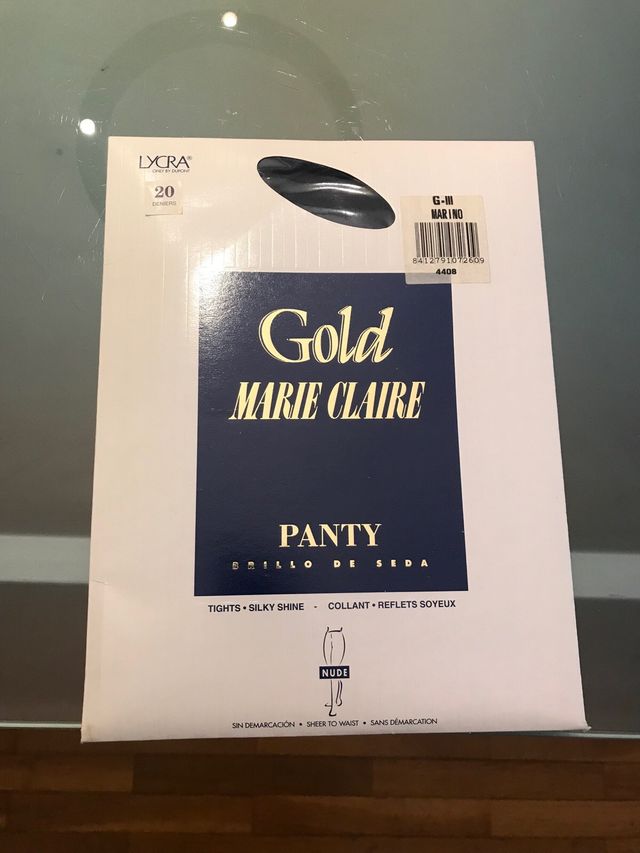 LYCRA®
ONLY BY DUPONT
20
DENIERS
G-III
MARINO
8412791072609
4408
Gold
MARIE CLAIRE
PANTY
BRILLO DE SEDA
TIGHTS • SILKY SHINE - COLLANT • REFLETS SOYEUX
NUDE
SIN DEMARCACIÓN • SHEER TO WAIST • SANS DÉMARCATION